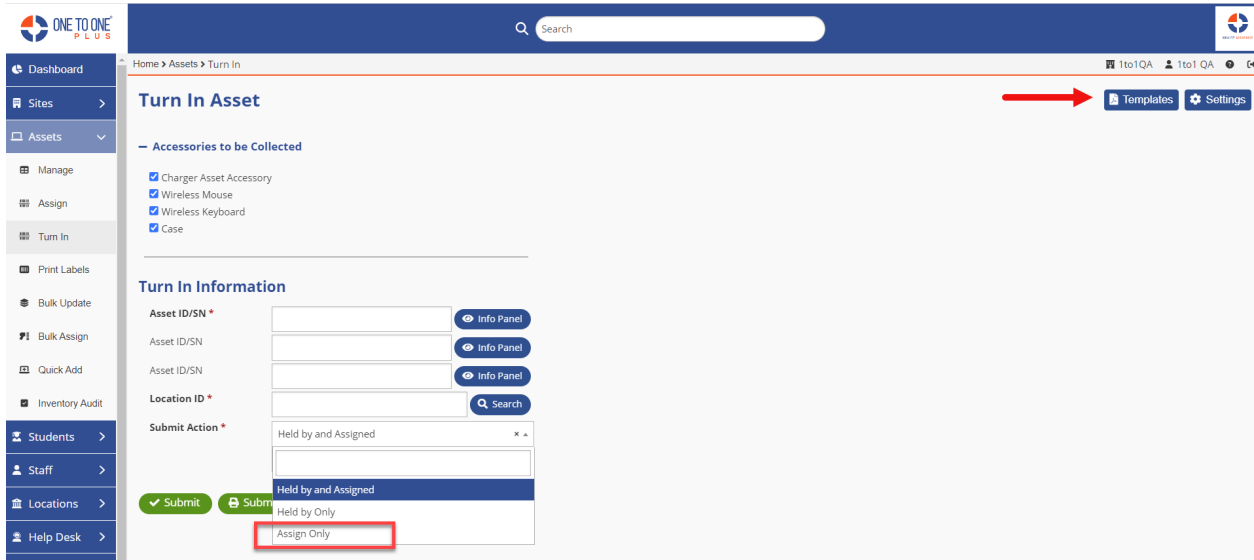 ONE TO ONE
PLUS
Search
Dashboard
Home > Assets > Turn In
1to1QA 1to1 QA
Sites
Turn In Asset
Templates
Settings
Assets
Accessories to be Collected
Manage
Charger Asset Accessory
Wireless Mouse
Assign
Wireless Keyboard
Case
Turn In
Print Labels
Turn In Information
Bulk Update
Asset ID/SN *
Info Panel
Bulk Assign
Asset ID/SN
Info Panel
Quick Add
Asset ID/SN
Info Panel
Inventory Audit
Location ID *
Search
Students
Submit Action *
Held by and Assigned
Staff
Held by and Assigned
Locations
Submit
Subm
Held by Only
Help Desk
Assign Only